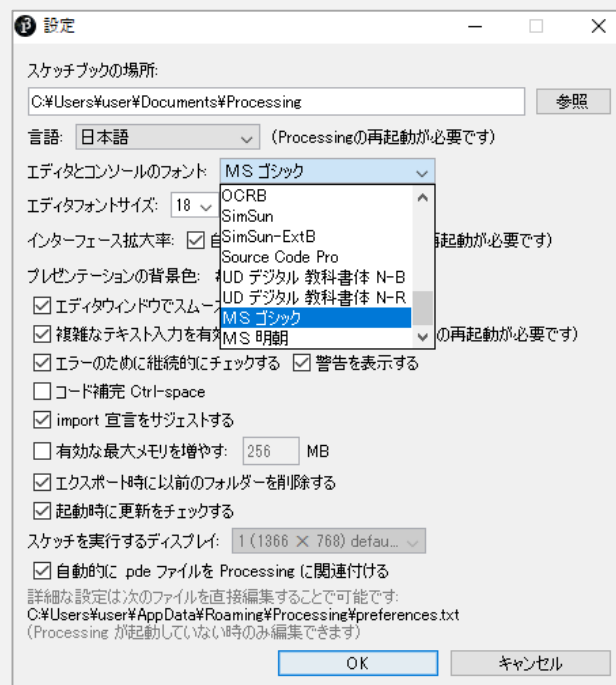 設定
スケッチブックの場所:
C:¥Users¥user¥Documents¥Processing 参照
言語: 日本語 (Processingの再起動が必要です)
エディタとコンソールのフォント: MS ゴシック
OCRB
エディタフォントサイズ: 18 SimSun
SimSun-ExtB
インターフェース拡大率: 再起動が必要です)
Source Code Pro
プレゼンテーションの背景色: UD デジタル 教科書体 N-B
UD デジタル 教科書体 N-R
エディタウィンドウでスムー
MS ゴシック
複雑なテキスト入力を有 の再起動が必要です)
MS 明朝
エラーのために継続的にチェックする 警告を表示する
コード補完 Ctrl-space
import 宣言をサジェストする
有効な最大メモリを増やす: 256 MB
エクスポート時に以前のフォルダーを削除する
起動時に更新をチェックする
スケッチを実行するディスプレイ: 1 (1366 × 768) defau...
自動的に .pde ファイルを Processing に関連付ける
詳細な設定は次のファイルを直接編集することで可能です:
C:¥Users¥user¥AppData¥Roaming¥Processing¥preferences.txt
(Processing が起動していない時のみ編集できます)
OK キャンセル